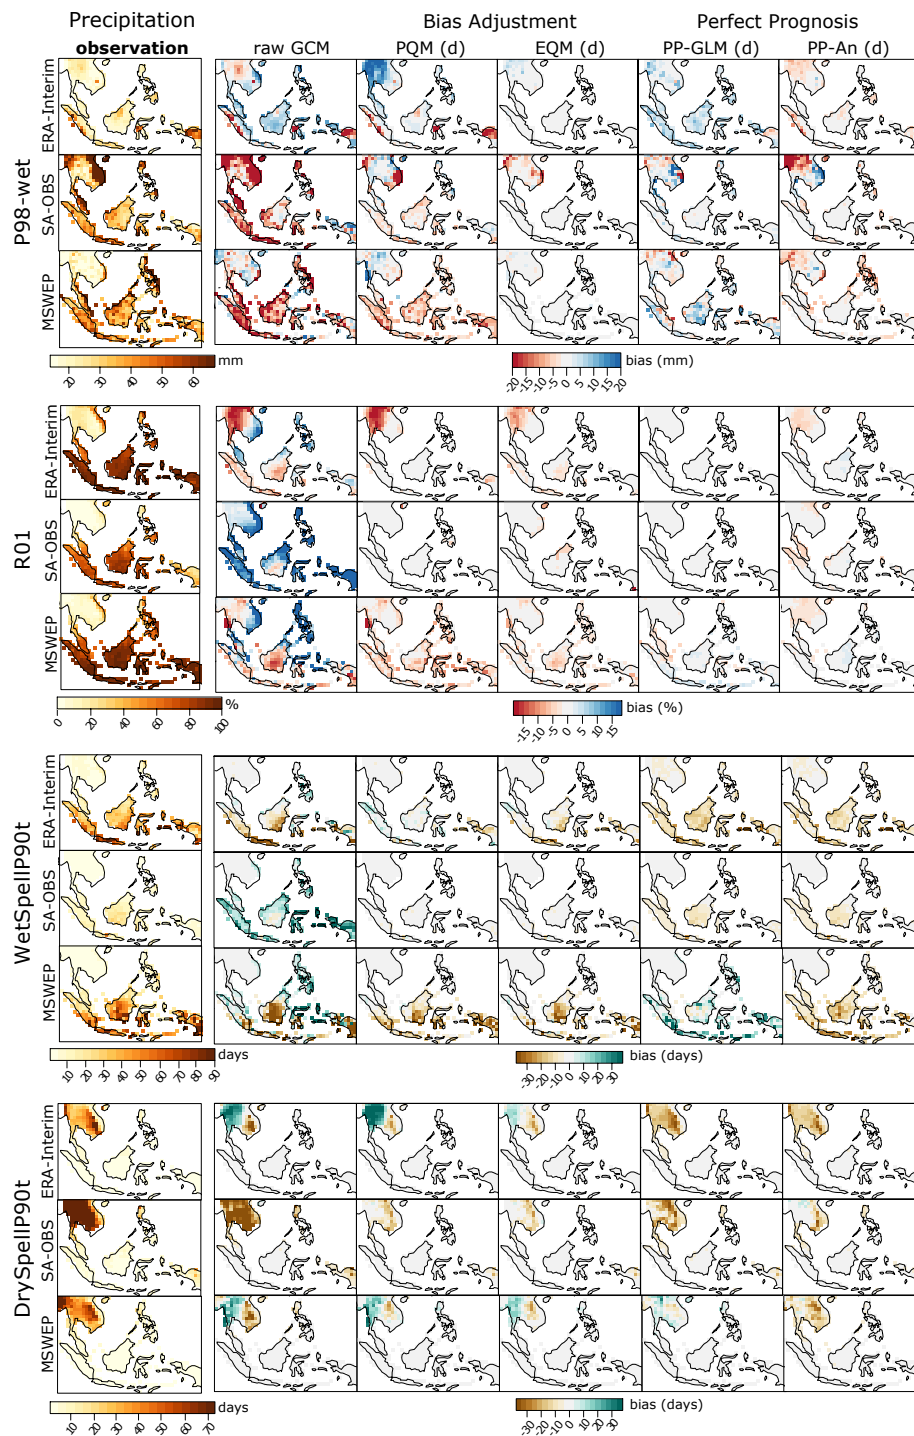 Precipitation Bias Adjustment Perfect Prognosis
observation raw GCM PQM (d) EQM (d) PP-GLM (d) PP-An (d)
P98-wet
ERA-Interim
SA-OBS
MSWEP
20 30 40 50 60 mm
-20 -15 -10 -5 0 5 10 15 20 bias (mm)
R01
ERA-Interim
SA-OBS
MSWEP
0 20 40 60 80 100 %
-15 -10 -5 0 5 10 15 bias (%)
WetSpellP90t
ERA-Interim
SA-OBS
MSWEP
10 20 30 40 50 60 70 80 90 days
-30 -20 -10 0 10 20 30 bias (days)
DrySpellP90t
ERA-Interim
SA-OBS
MSWEP
10 20 30 40 50 60 70 days
-30 -20 -10 0 10 20 30 bias (days)